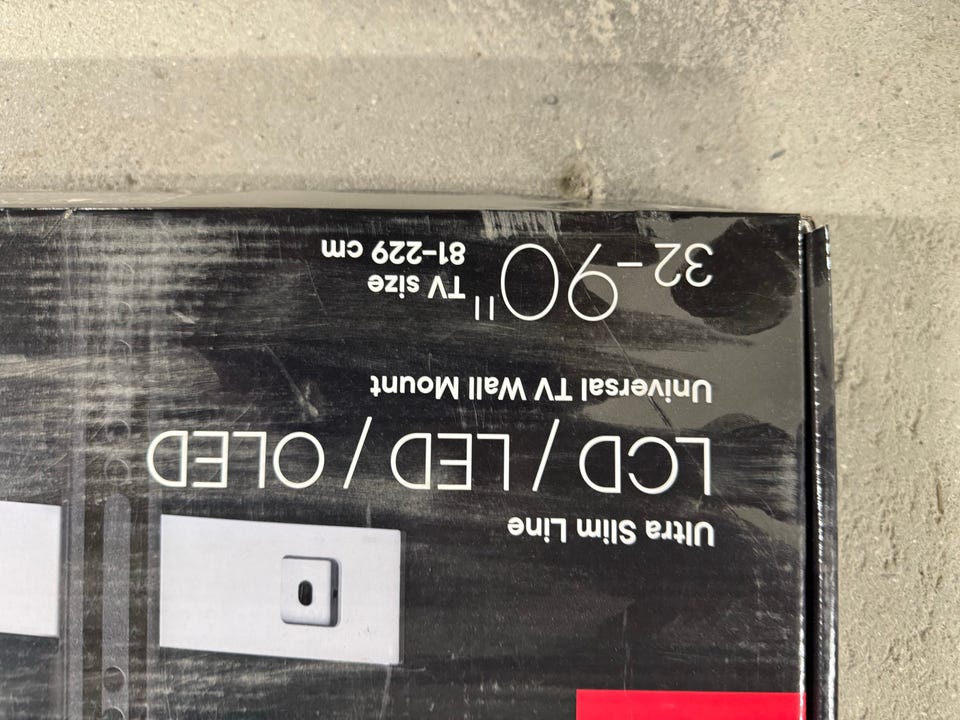 Ultra Slim Line
LCD / LED / OLED
Universal TV Wall Mount
32-90"
TV size
81-229 cm